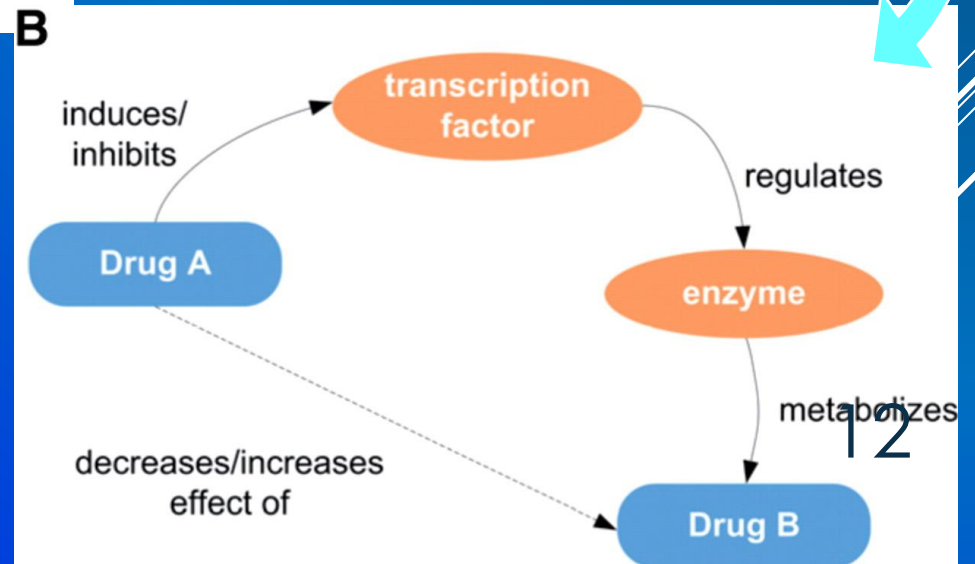 B
transcription
factor
induces/
inhibits
regulates
Drug A
enzyme
metabolizes
12
decreases/increases
effect of
Drug B